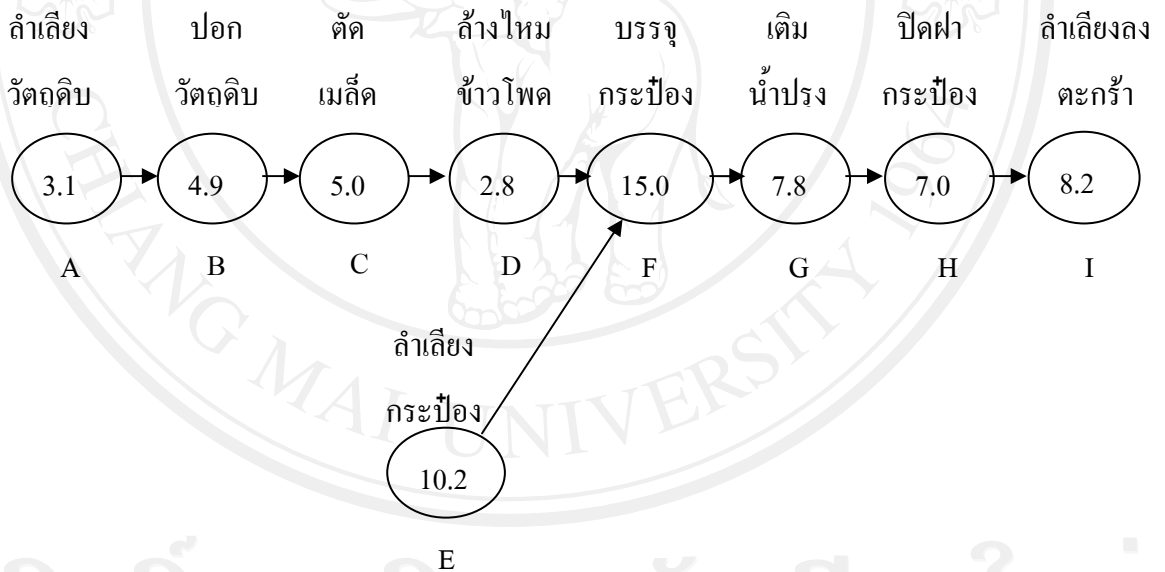 ลำเลียง ปอก ตัด ล้างไหม บรรจุ เติม ปิดฝา ลำเลียงลง
วัตถุดิบ วัตถุดิบ เมล็ด ข้าวโพด กระป๋อง น้ำปรุง กระป๋อง ตะกร้า
3.1 4.9 5.0 2.8 15.0 7.8 7.0 8.2
A B C D F G H I
ลำเลียง
กระป๋อง
10.2
E
CHIANG MAI UNIVERSITY 1964